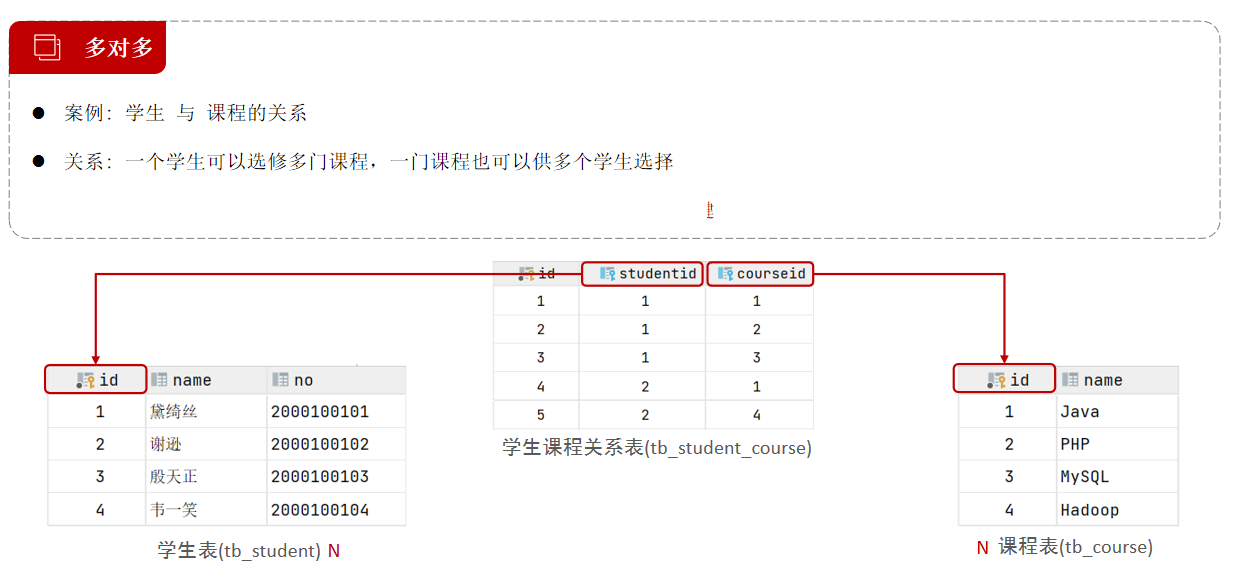 多对多
案例: 学生 与 课程的关系
关系: 一个学生可以选修多门课程，一门课程也可以供多个学生选择
id studentid courseid
1 1 1
2 1 2
3 1 3
4 2 1
5 2 4
学生课程关系表(tb_student_course)
id name no
1 黛绮丝 2000100101
2 谢逊 2000100102
3 殷天正 2000100103
4 韦一笑 2000100104
学生表(tb_student) N
id name
1 Java
2 PHP
3 MySQL
4 Hadoop
N 课程表(tb_course)